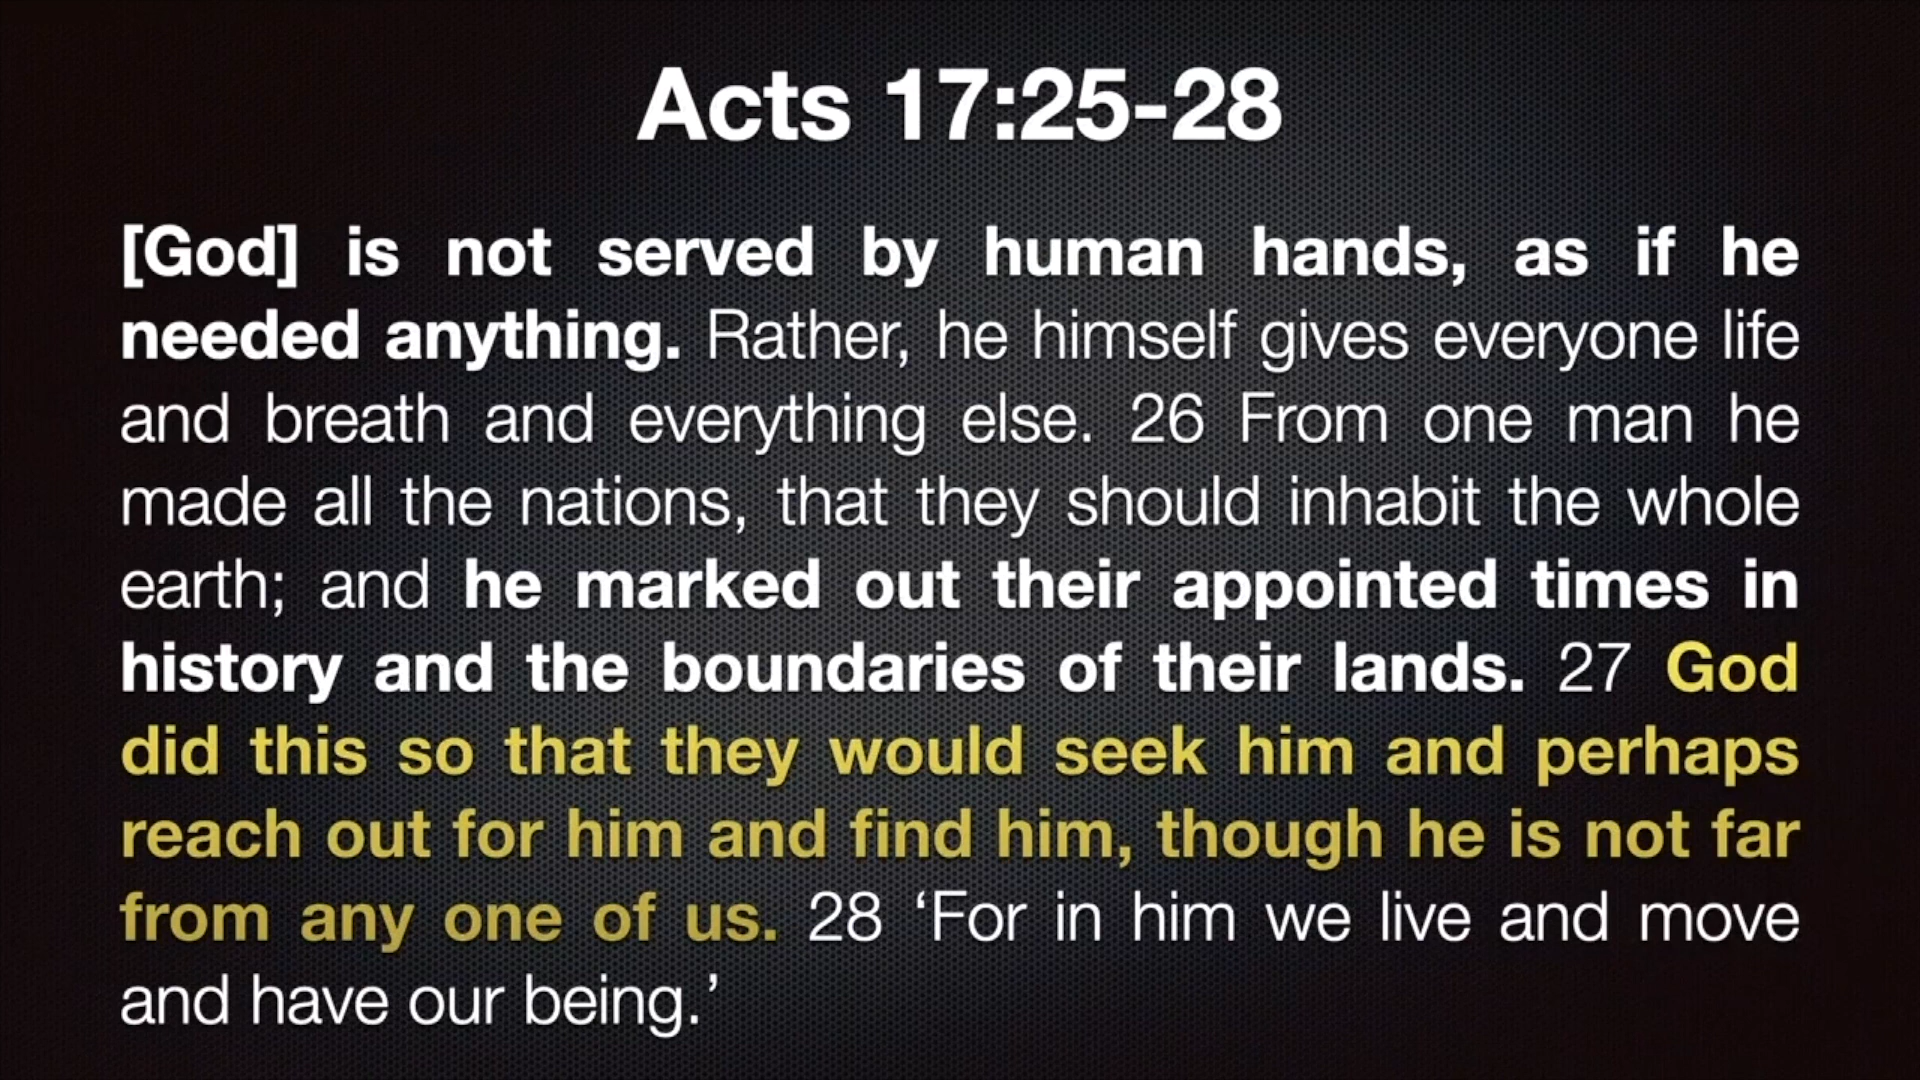 Acts 17:25-28
[God] is not served by human hands, as if he
needed anything. Rather, he himself gives everyone life
and breath and everything else. 26 From one man he
made all the nations, that they should inhabit the whole
earth; and he marked out their appointed times in
history and the boundaries of their lands. 27 God
did this so that they would seek him and perhaps
reach out for him and find him, though he is not far
from any one of us. 28 ‘For in him we live and move
and have our being.’